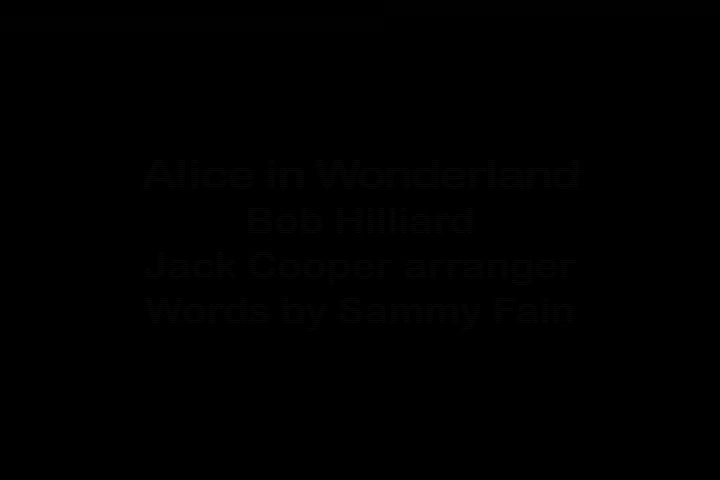 Alice in Wonderland
Bob Hilliard
Jack Cooper arranger
Words by Sammy Fain